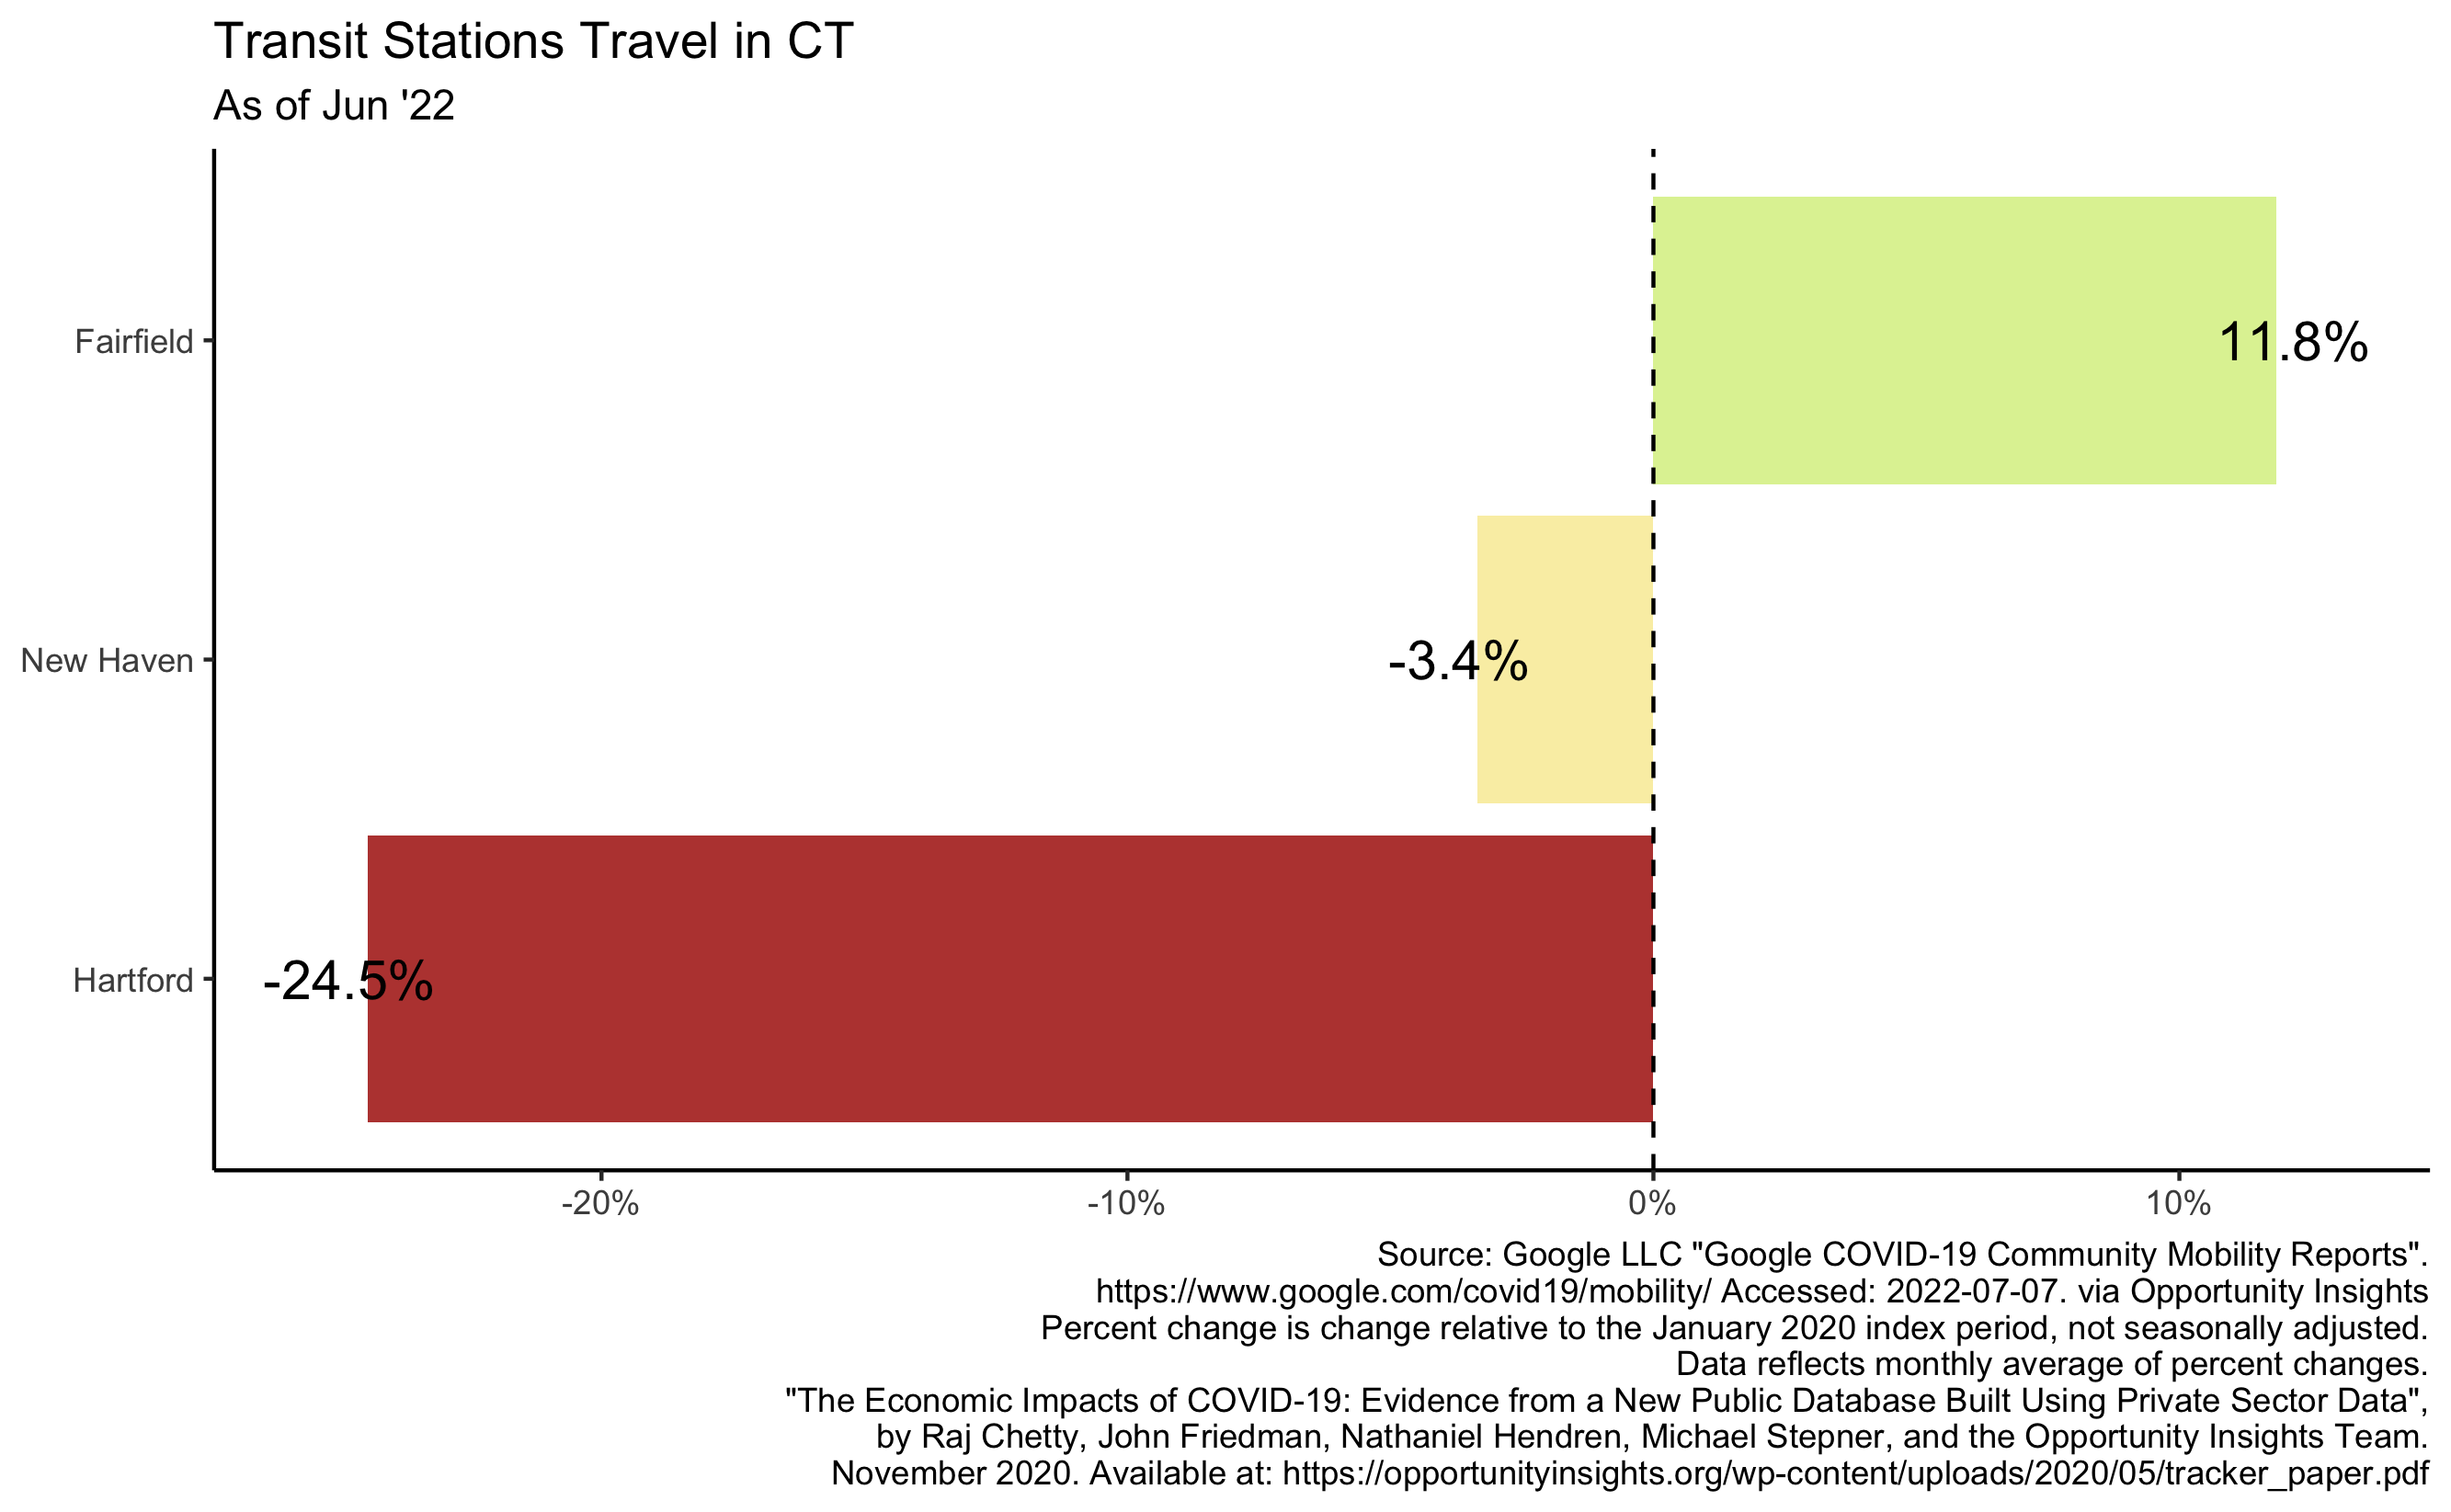 Transit Stations Travel in CT
As of Jun '22
Fairfield
11.8%
New Haven
-3.4%
Hartford
-24.5%
-20%
-10%
0%
10%
Source: Google LLC "Google COVID-19 Community Mobility Reports".
https://www.google.com/covid19/mobility/ Accessed: 2022-07-07. via Opportunity Insights
Percent change is change relative to the January 2020 index period, not seasonally adjusted.
Data reflects monthly average of percent changes.
"The Economic Impacts of COVID-19: Evidence from a New Public Database Built Using Private Sector Data",
by Raj Chetty, John Friedman, Nathaniel Hendren, Michael Stepner, and the Opportunity Insights Team.
November 2020. Available at: https://opportunityinsights.org/wp-content/uploads/2020/05/tracker_paper.pdf